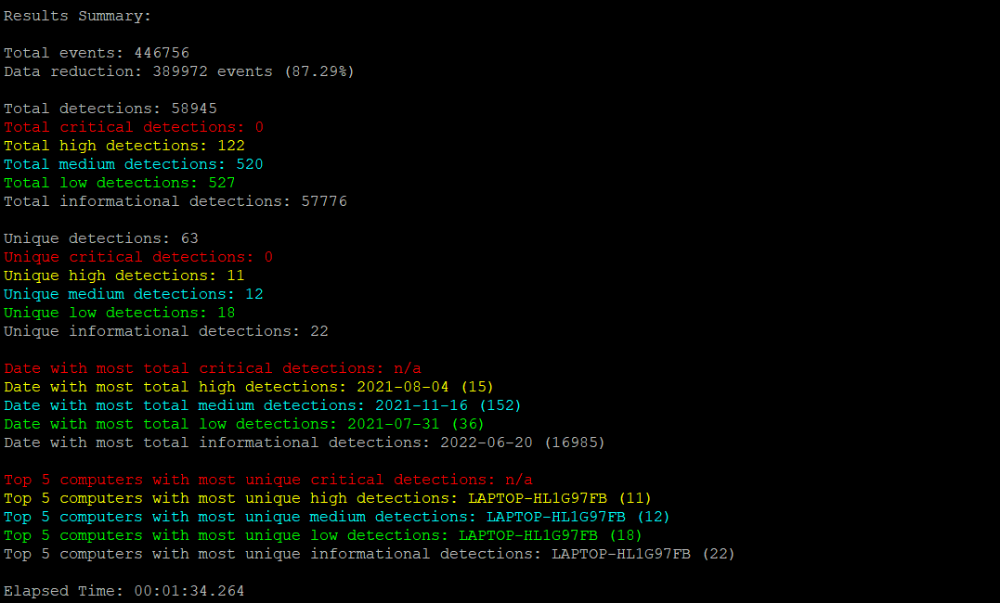 Results Summary:
Total events: 446756
Data reduction: 389972 events (87.29%)
Total detections: 58945
Total critical detections: 0
Total high detections: 122
Total medium detections: 520
Total low detections: 527
Total informational detections: 57776
Unique detections: 63
Unique critical detections: 0
Unique high detections: 11
Unique medium detections: 12
Unique low detections: 18
Unique informational detections: 22
Date with most total critical detections: n/a
Date with most total high detections: 2021-08-04 (15)
Date with most total medium detections: 2021-11-16 (152)
Date with most total low detections: 2021-07-31 (36)
Date with most total informational detections: 2022-06-20 (16985)
Top 5 computers with most unique critical detections: n/a
Top 5 computers with most unique high detections: LAPTOP-HL1G97FB (11)
Top 5 computers with most unique medium detections: LAPTOP-HL1G97FB (12)
Top 5 computers with most unique low detections: LAPTOP-HL1G97FB (18)
Top 5 computers with most unique informational detections: LAPTOP-HL1G97FB (22)
Elapsed Time: 00:01:34.264